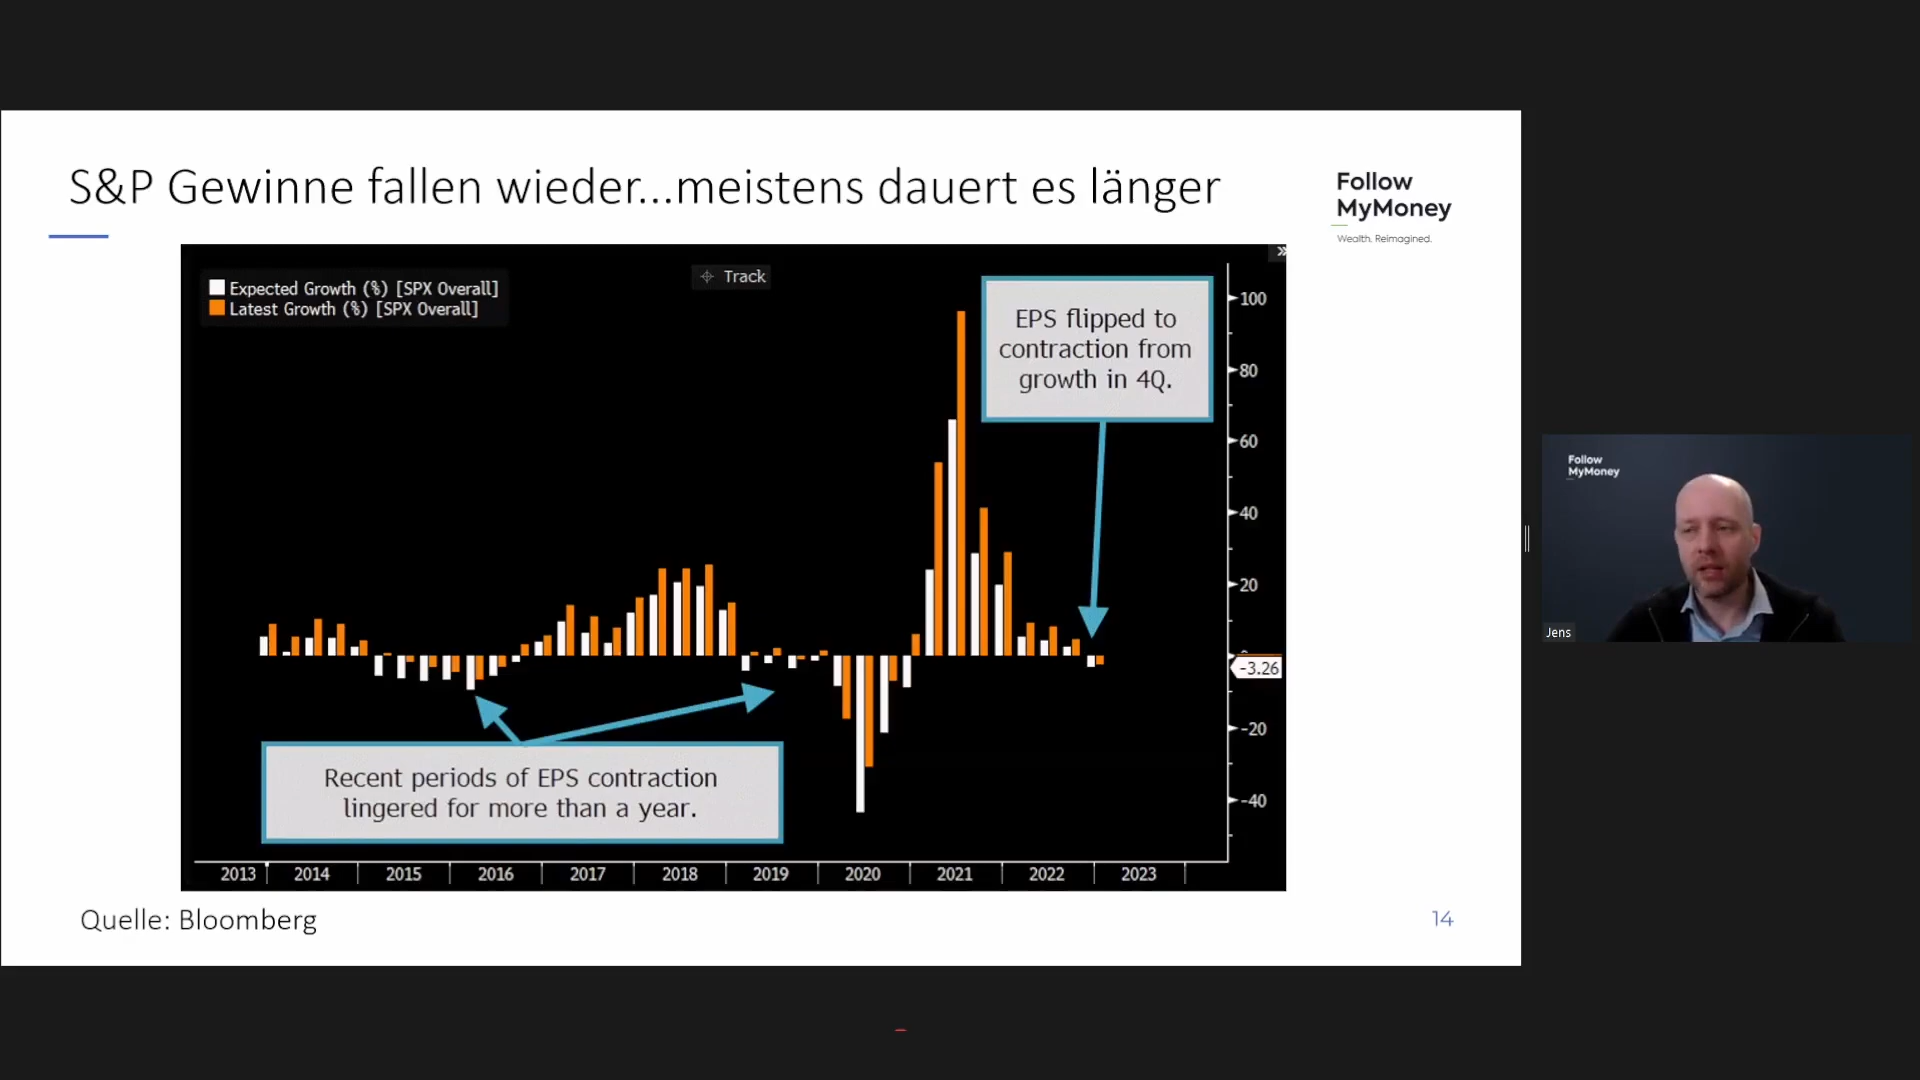 S&P Gewinne fallen wieder...meistens dauert es länger
Follow
MyMoney
Wealth. Reimagined.
Expected Growth (%) [SPX Overall]
Latest Growth (%) [SPX Overall]
Track
»
EPS flipped to
contraction from
growth in 4Q.
100
80
60
40
20
0
-3.26
-20
-40
Recent periods of EPS contraction
lingered for more than a year.
2013 2014 2015 2016 2017 2018 2019 2020 2021 2022 2023
Quelle: Bloomberg
14
Follow
MyMoney
Jens